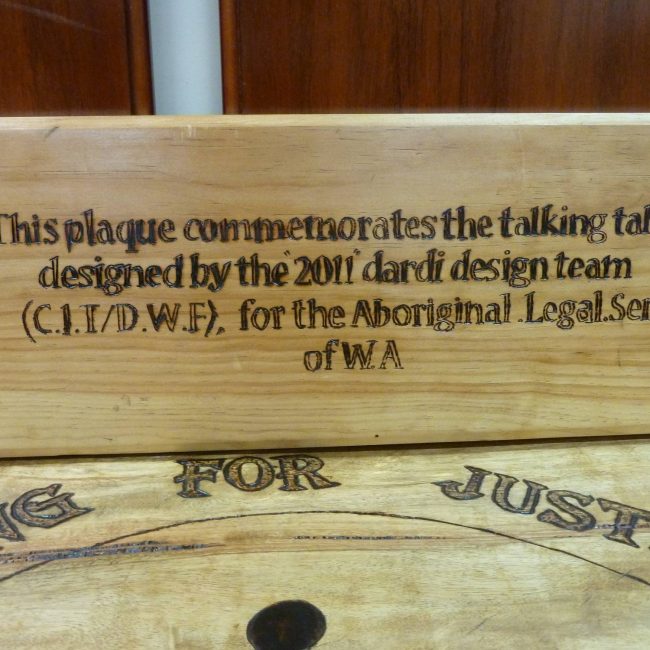 This plaque commemorates the talking tab
designed by the "2011" dardi design team
(C.I.T/D.W.F), for the Aboriginal .Legal.Ser
of W.A
NG FOR JUST